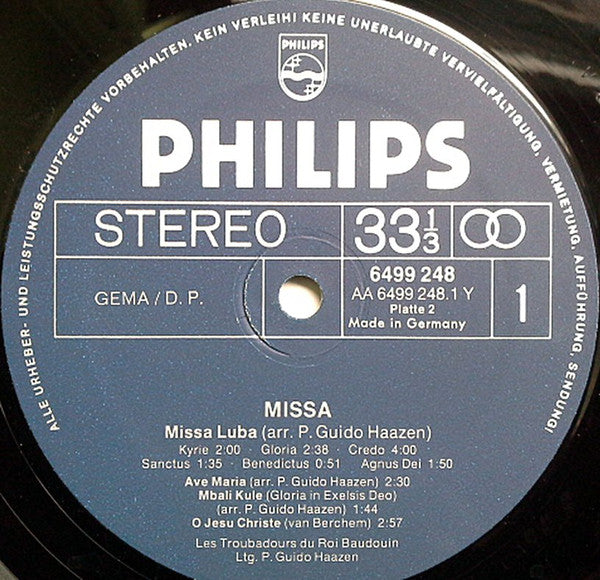 ALLE URHEBER- UND LEISTUNGSSCHUTZRECHTE VORBEHALTEN. KEIN VERLEIH! KEINE UNERLAUBTE VERVIELFÄLTIGUNG, VERMIETUNG, AUFFÜHRUNG, SENDUNG!
PHILIPS
PHILIPS
STEREO
33 1/3
GEMA / D. P.
6499 248
AA 6499 248.1 Y
Platte 2
Made in Germany
1
MISSA
Missa Luba (arr. P. Guido Haazen)
Kyrie 2:00 · Gloria 2:38 · Credo 4:00
Sanctus 1:35 · Benedictus 0:51 · Agnus Dei 1:50
Ave Maria (arr. P. Guido Haazen) 2:30
Mbali Kule (Gloria in Exelsis Deo)
(arr. P. Guido Haazen) 1:44
O Jesu Christe (van Berchem) 2:57
Les Troubadours du Roi Baudouin
Ltg. P. Guido Haazen